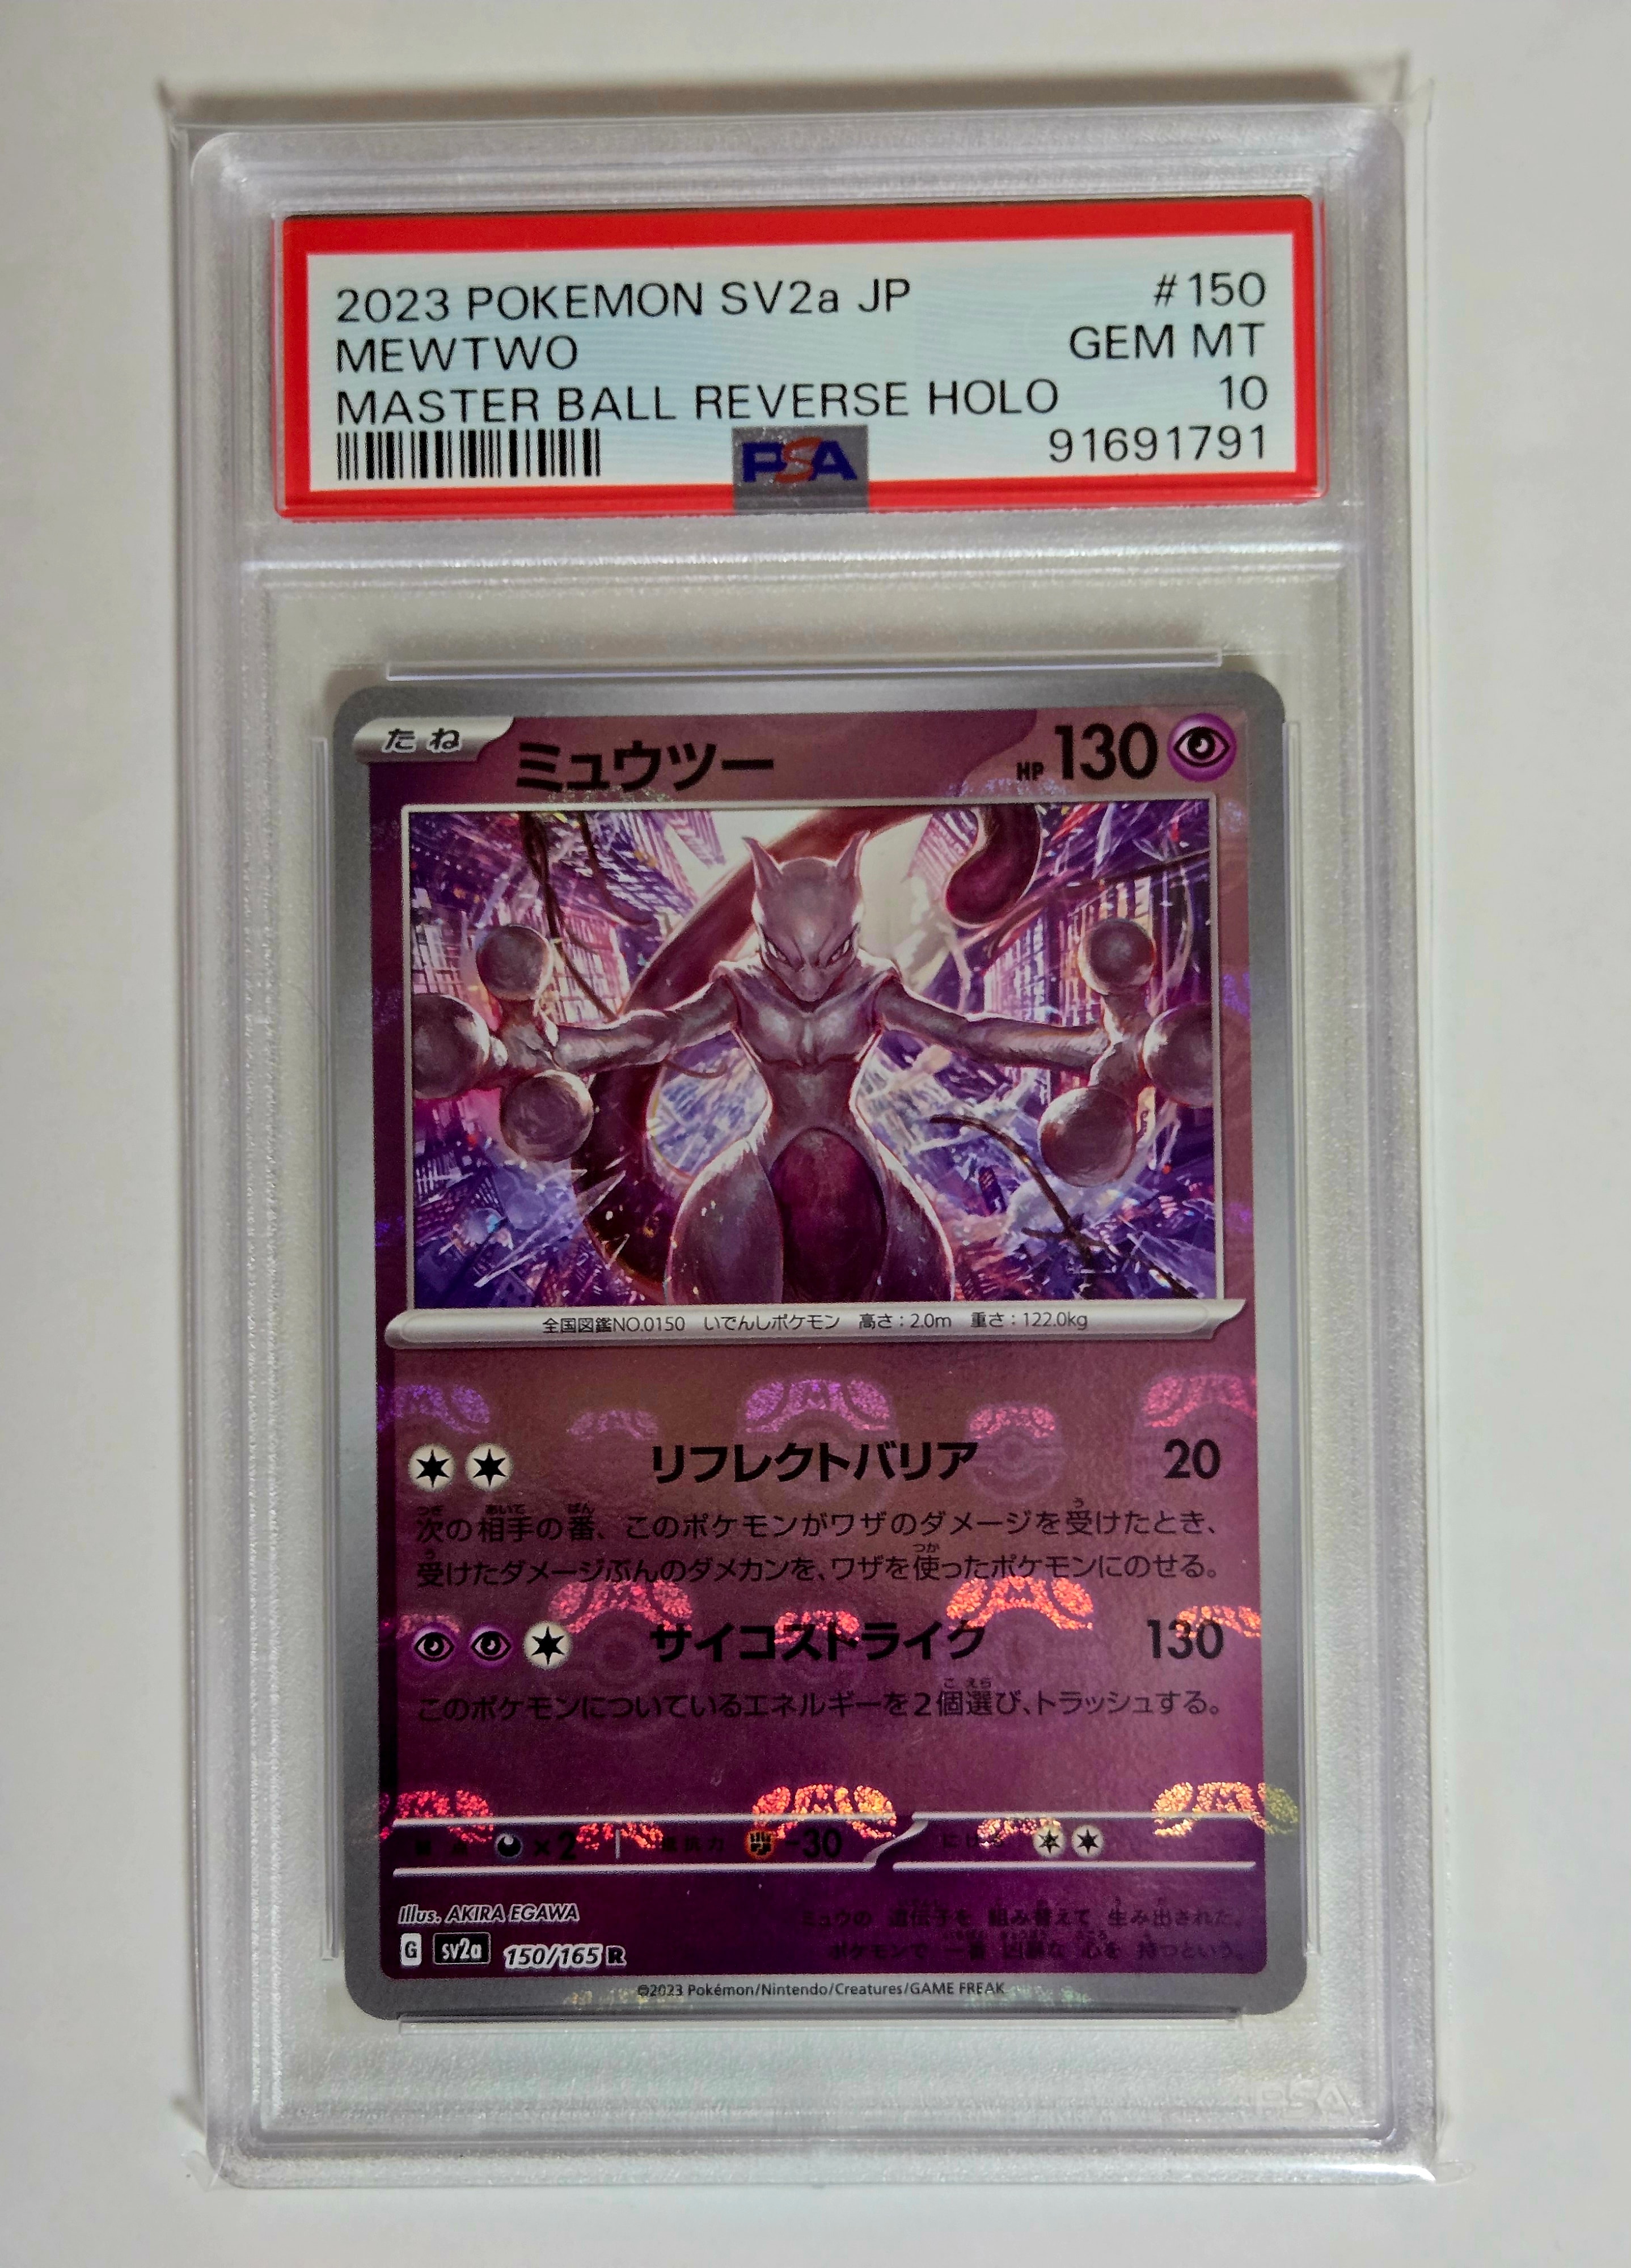 2023 POKEMON SV2a JP #150
MEWTWO GEM MT
MASTER BALL REVERSE HOLO 10
PSA 91691791
たね ミュウツー HP 130
全国図鑑NO.0150 いでんしポケモン 高さ:2.0m 重さ:122.0kg
リフレクトバリア 20
次の相手の番、このポケモンがワザのダメージを受けたとき、
受けたダメージぶんのダメカンを、ワザを使ったポケモンにのせる。
サイコストライク 130
このポケモンについているエネルギーを2個選び、トラッシュする。
弱点 ×2 抵抗力 -30 にげる
Illus. AKIRA EGAWA
ミュウの 遺伝子を 組み替えて 生み出された。
ポケモンで 一番 凶暴な 心を 持つという。
G sv2a 150/165 R
©2023 Pokémon/Nintendo/Creatures/GAME FREAK
PSA